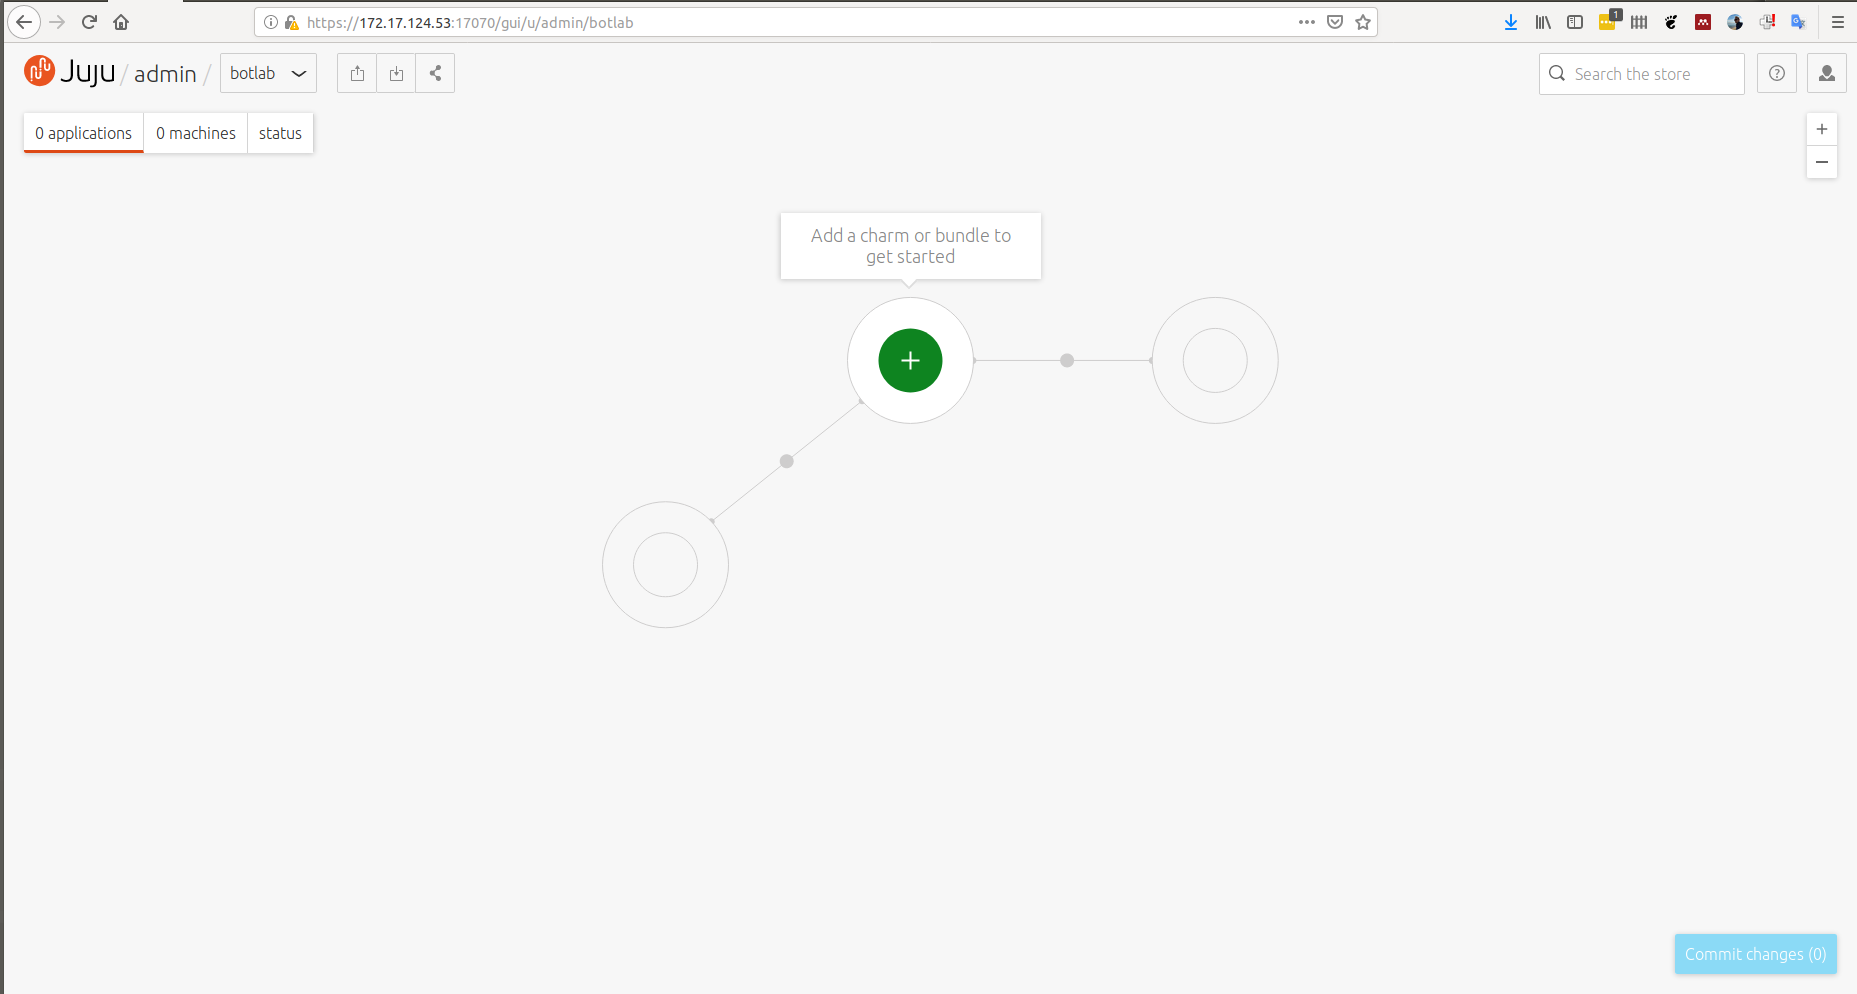 https://172.17.124.53:17070/gui/u/admin/botlab
1
Juju / admin / botlab
Search the store
0 applications 0 machines status
Add a charm or bundle to
get started
Commit changes (0)